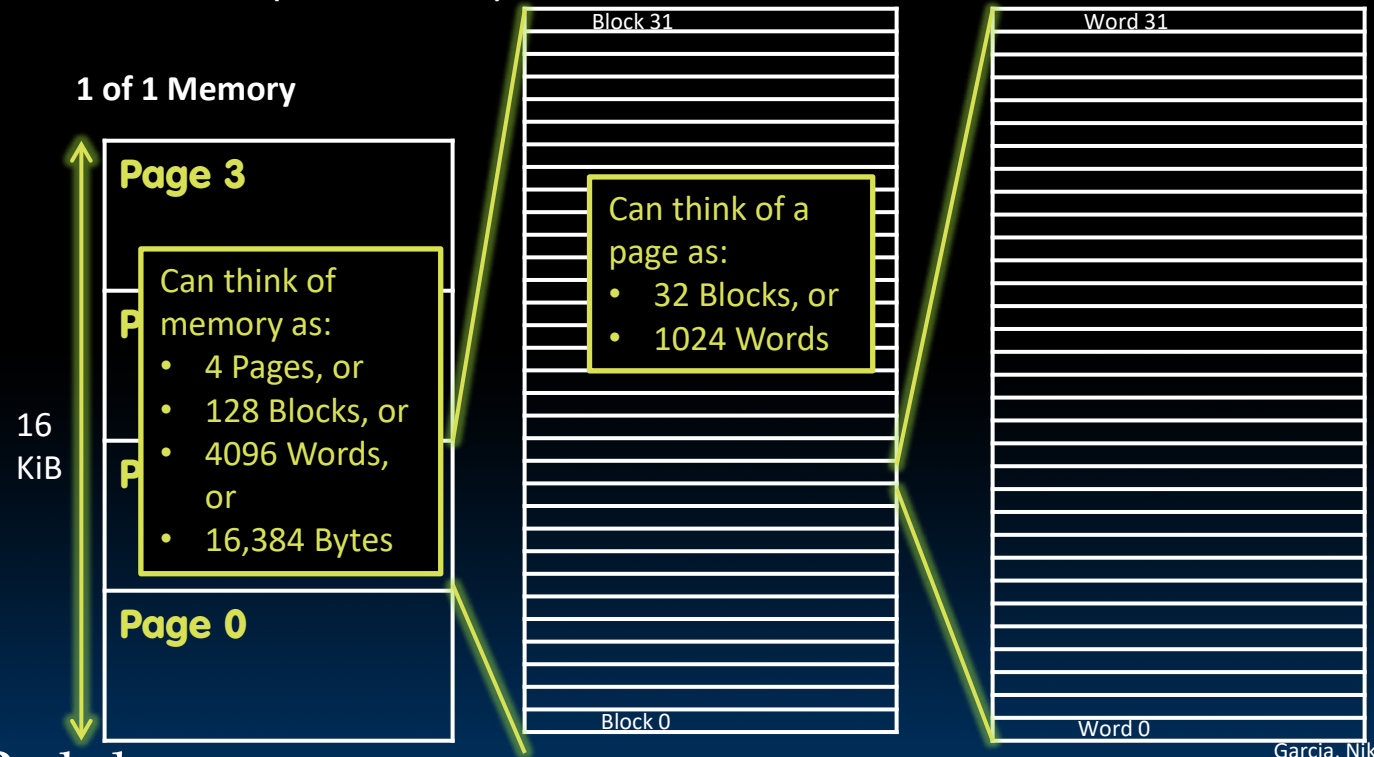 1 of 1 Memory
16
KiB
Page 3
P
P
Page 0
Can think of
memory as:
• 4 Pages, or
• 128 Blocks, or
• 4096 Words,
or
• 16,384 Bytes
Block 31
Can think of a
page as:
• 32 Blocks, or
• 1024 Words
Block 0
Word 31
Word 0
Garcia, Nik